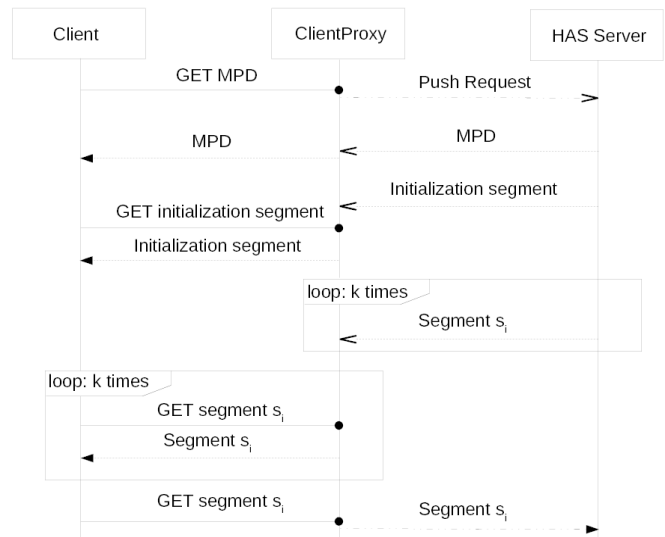 Client
ClientProxy
HAS Server
GET MPD
Push Request
MPD
MPD
Initialization segment
GET initialization segment
Initialization segment
loop: k times
Segment si
loop: k times
GET segment si
Segment si
GET segment si
Segment si